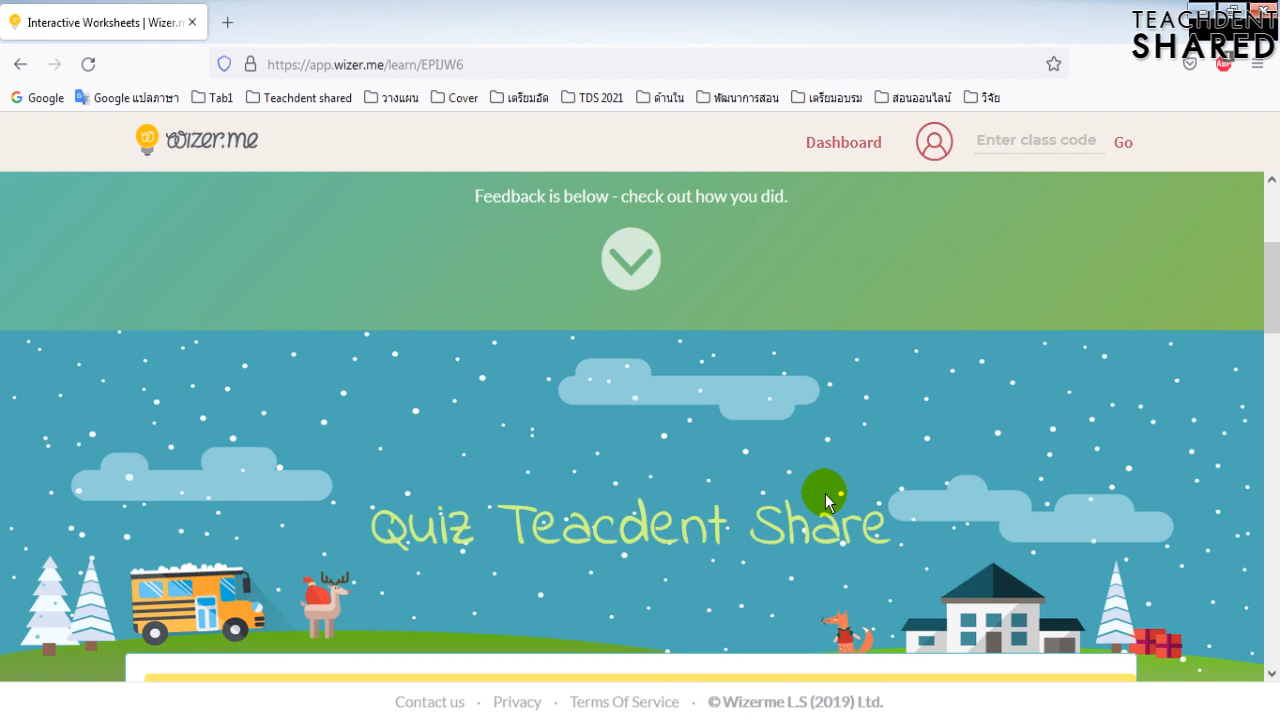 Interactive Worksheets | Wizer.m
TEACHDENT
SHARED
https://app.wizer.me/learn/EPIJW6
ABP
Google
Google แปลภาษา
Tab1
Teachdent shared
วางแผน
Cover
เตรียมอัด
TDS 2021
ด้านใน
พัฒนาการสอน
เตรียมอบรม
สอนออนไลน์
วิจัย
wizer.me
Dashboard
Enter class code
Go
Feedback is below - check out how you did.
Quiz Teacdent Share
Contact us · Privacy · Terms Of Service · © Wizerme L.S (2019) Ltd.